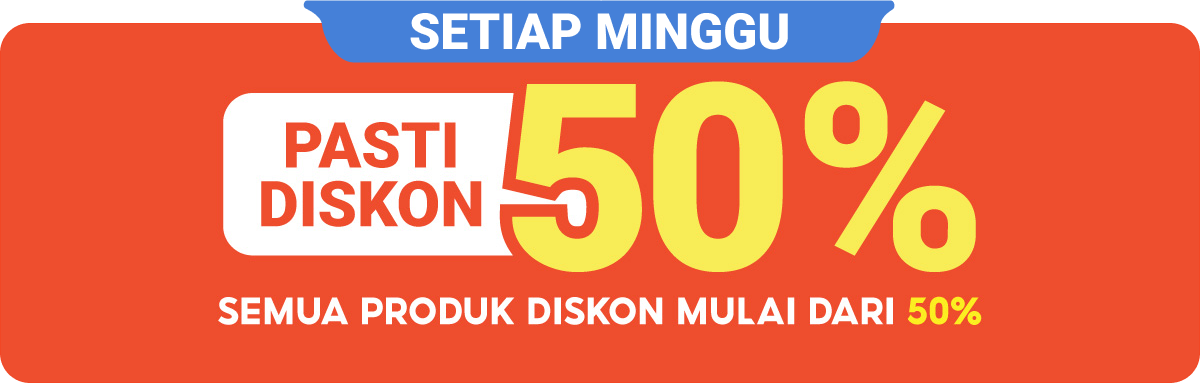 SETIAP MINGGU
PASTI
DISKON
50%
SEMUA PRODUK DISKON MULAI DARI 50%